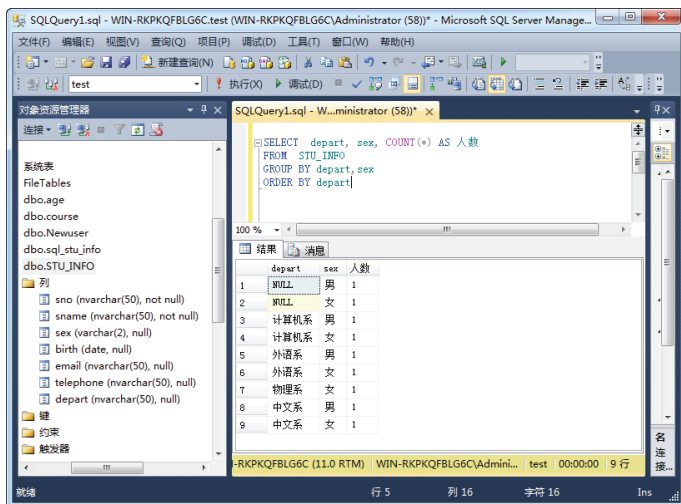 SQLQuery1.sql - WIN-RKPKQFBLG6C.test (WIN-RKPKQFBLG6C\Administrator (58))* - Microsoft SQL Server Manage...
文件(F) 编辑(E) 视图(V) 查询(Q) 项目(P) 调试(D) 工具(T) 窗口(W) 帮助(H)
新建查询(N)
test 执行(X) 调试(D)
对象资源管理器
连接
系统表
FileTables
dbo.age
dbo.course
dbo.Newuser
dbo.sql_stu_info
dbo.STU_INFO
列
sno (nvarchar(50), not null)
sname (nvarchar(50), not null)
sex (varchar(2), null)
birth (date, null)
email (nvarchar(50), null)
telephone (nvarchar(50), null)
depart (nvarchar(50), null)
键
约束
触发器
SQLQuery1.sql - W...ministrator (58))*
SELECT depart, sex, COUNT(*) AS 人数
FROM STU_INFO
GROUP BY depart,sex
ORDER BY depart
100 %
结果 消息
depart sex 人数
1 NULL 男 1
2 NULL 女 1
3 计算机系 男 1
4 计算机系 女 1
5 外语系 男 1
6 外语系 女 1
7 物理系 女 1
8 中文系 男 1
9 中文系 女 1
I-RKPKQFBLG6C (11.0 RTM) WIN-RKPKQFBLG6C\Admini... test 00:00:00 9 行
名
连
接...
就绪 行 5 列 16 字符 16 Ins